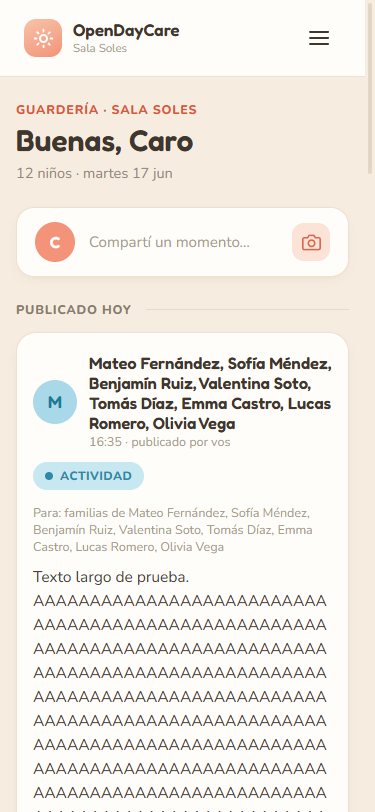 OpenDayCare
Sala Soles
GUARDERÍA · SALA SOLES
Buenas, Caro
12 niños · martes 17 jun
C
Compartí un momento...
PUBLICADO HOY
M
Mateo Fernández, Sofía Méndez,
Benjamín Ruiz, Valentina Soto,
Tomás Díaz, Emma Castro, Lucas
Romero, Olivia Vega
16:35 · publicado por vos
ACTIVIDAD
Para: familias de Mateo Fernández, Sofía Méndez,
Benjamín Ruiz, Valentina Soto, Tomás Díaz, Emma
Castro, Lucas Romero, Olivia Vega
Texto largo de prueba.
AAAAAAAAAAAAAAAAAAAAAAAAAA
AAAAAAAAAAAAAAAAAAAAAAAAAA
AAAAAAAAAAAAAAAAAAAAAAAAAA
AAAAAAAAAAAAAAAAAAAAAAAAAA
AAAAAAAAAAAAAAAAAAAAAAAAAA
AAAAAAAAAAAAAAAAAAAAAAAAAA
AAAAAAAAAAAAAAAAAAAAAAAAAA
AAAAAAAAAAAAAAAAAAAAAAAAAA
AAAAAAAAAAAAAAAAAAAAAAAAAA